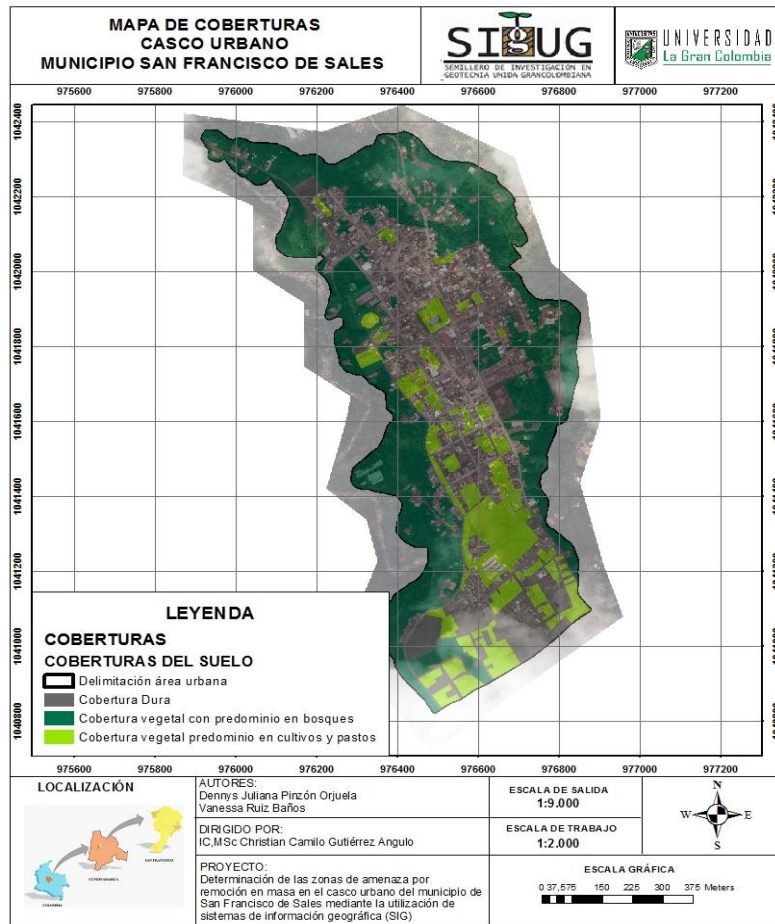 MAPA DE COBERTURAS
CASCO URBANO
MUNICIPIO SAN FRANCISCO DE SALES
SIgUG
SEMILLERO DE INVESTIGACIÓN EN
GEOTECNIA UNIDA GRANCOLOMBIANA
UNIVERSIDAD
La Gran Colombia
975600 975800 976000 976200 976400 976600 976800 977000 977200
1042400
1042200
1042000
1041800
1041600
1041400
1041200
1041000
1040800
LEYENDA
COBERTURAS
COBERTURAS DEL SUELO
Delimitación área urbana
Cobertura Dura
Cobertura vegetal con predominio en bosques
Cobertura vegetal predominio en cultivos y pastos
975600 975800 976000 976200 976400 976600 976800 977000 977200
LOCALIZACIÓN
COLOMBIA
CUNDINAMARCA
SAN FRANCISCO
AUTORES:
Dennys Juliana Pinzón Orjuela
Vanessa Ruiz Baños
DIRIGIDO POR:
IC,MSc Christian Camilo Gutiérrez Angulo
PROYECTO:
Determinación de las zonas de amenaza por
remoción en masa en el casco urbano del municipio de
San Francisco de Sales mediante la utilización de
sistemas de información geográfica (SIG)
ESCALA DE SALIDA
1:9.000
ESCALA DE TRABAJO
1:2.000
N
W E
S
ESCALA GRÁFICA
0 37,575 150 225 300 375 Meters